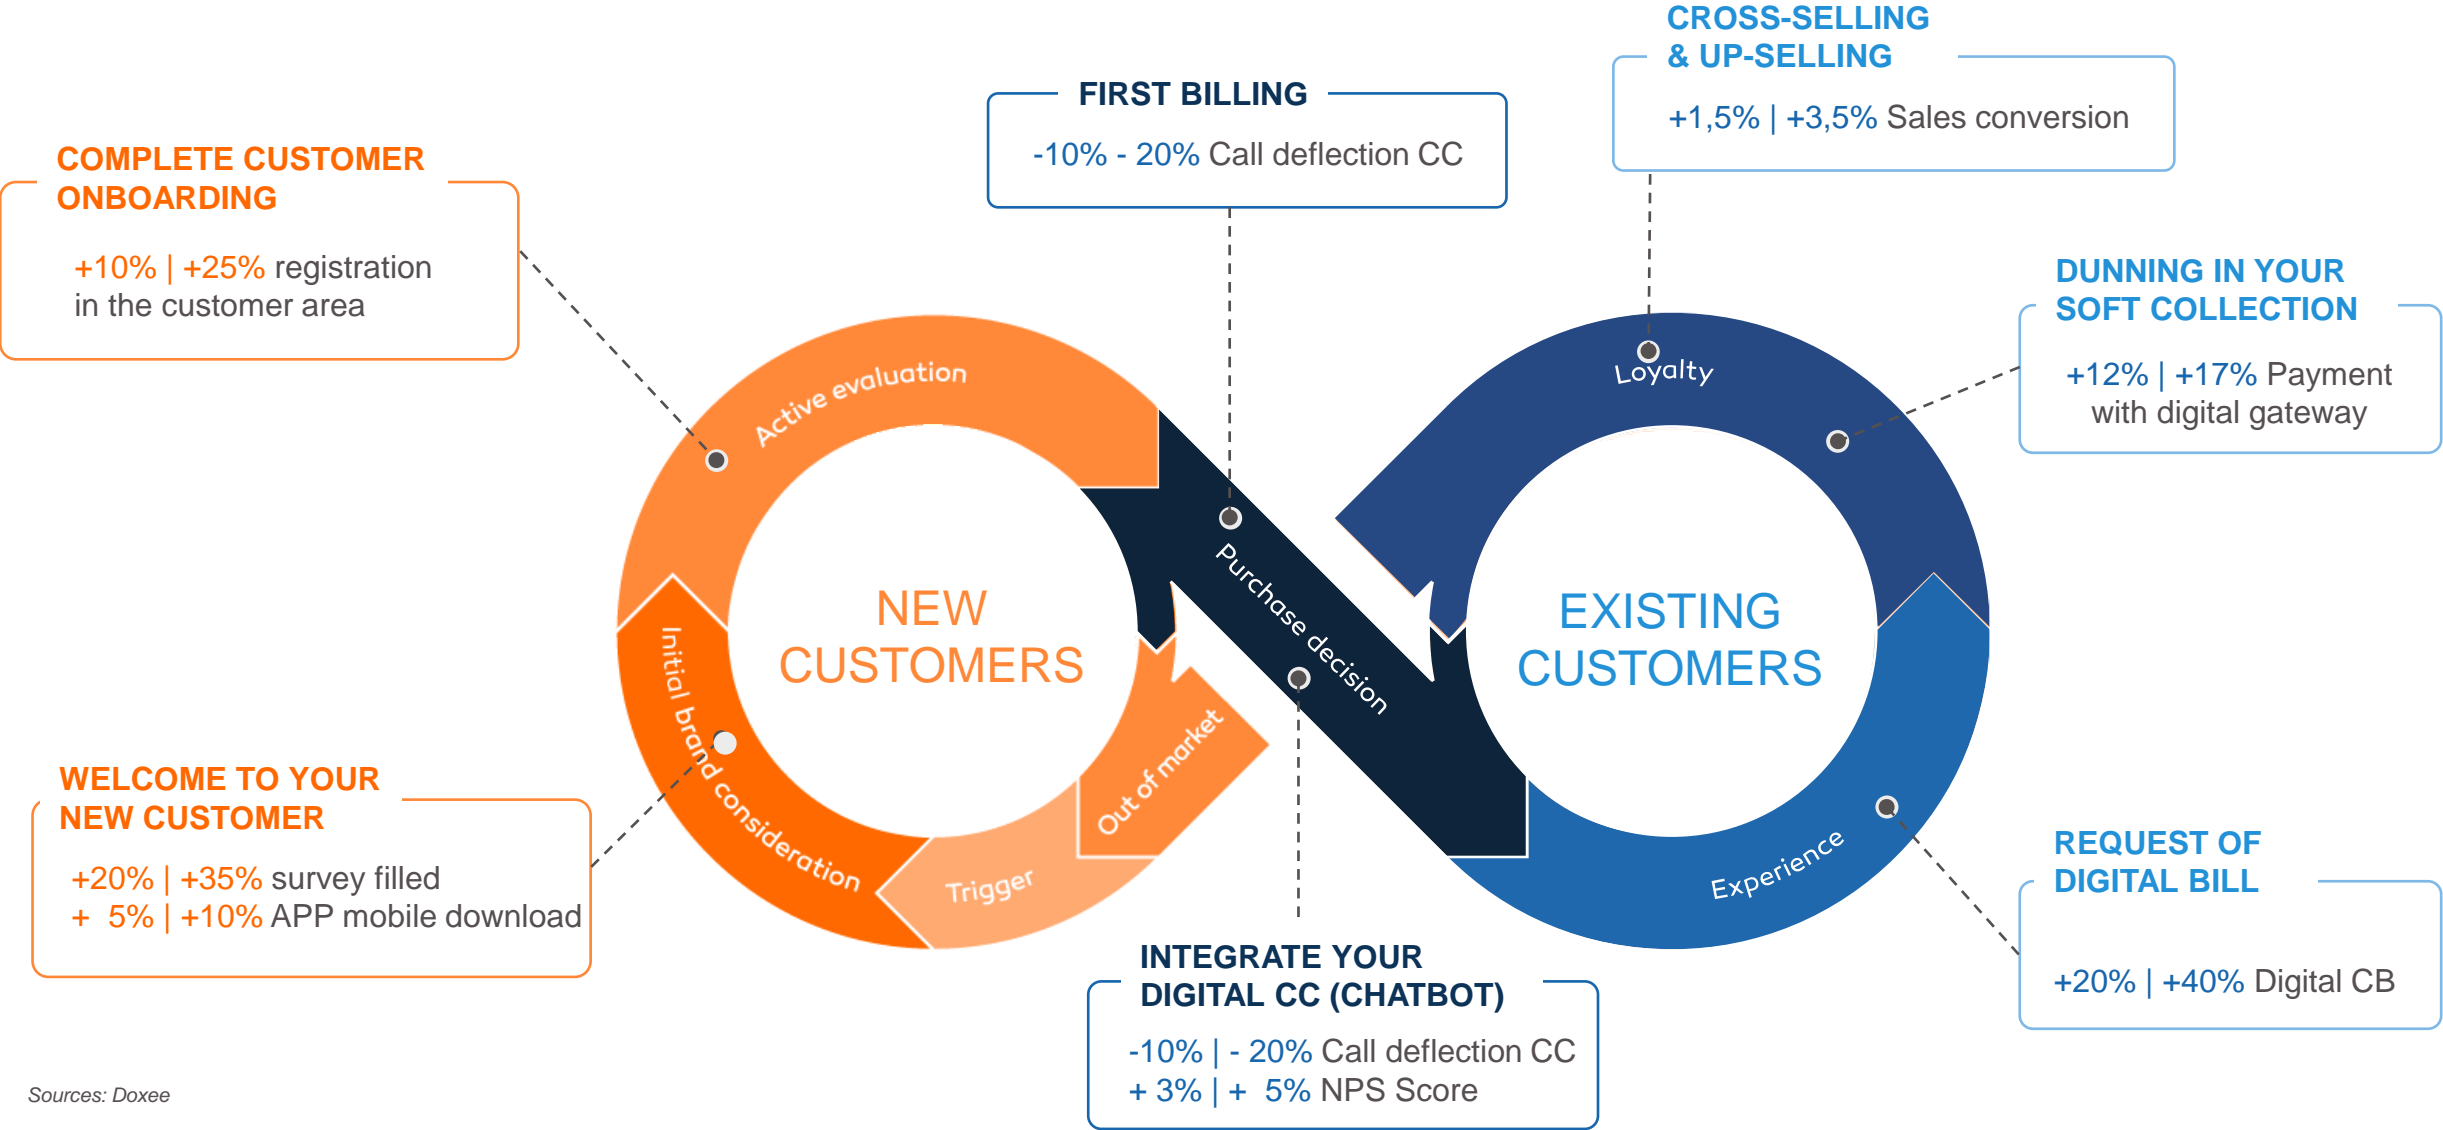 CROSS-SELLING
& UP-SELLING
+1,5% | +3,5% Sales conversion
FIRST BILLING
-10% - 20% Call deflection CC
COMPLETE CUSTOMER
ONBOARDING
+10% | +25% registration
in the customer area
DUNNING IN YOUR
SOFT COLLECTION
+12% | +17% Payment
with digital gateway
Active evaluation
Loyalty
Purchase decision
NEW
CUSTOMERS
EXISTING
CUSTOMERS
Initial brand consideration
Out of market
Trigger
Experience
WELCOME TO YOUR
NEW CUSTOMER
+20% | +35% survey filled
+ 5% | +10% APP mobile download
REQUEST OF
DIGITAL BILL
+20% | +40% Digital CB
INTEGRATE YOUR
DIGITAL CC (CHATBOT)
-10% | - 20% Call deflection CC
+ 3% | + 5% NPS Score
Sources: Doxee